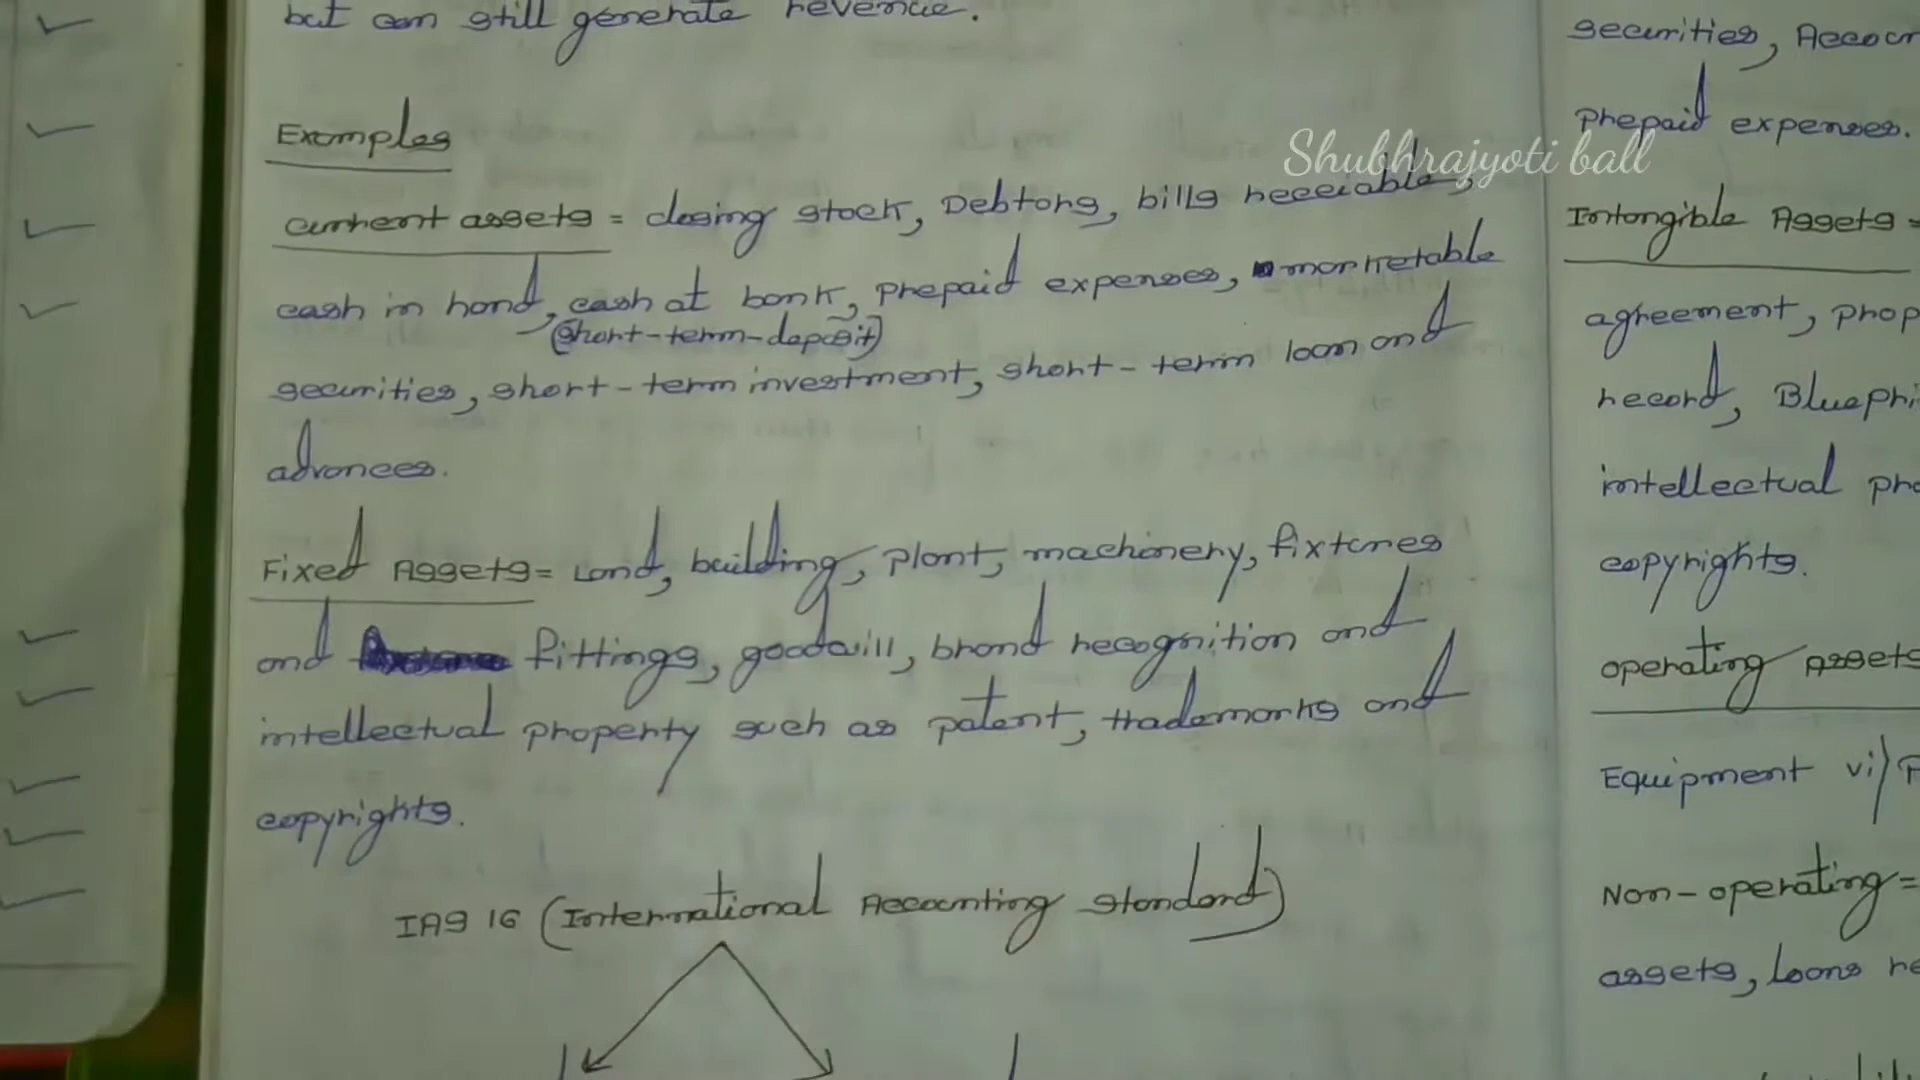 but can still generate revenue.
Examples
current assets = closing stock, Debtors, bills receiable,
cash in hand, cash at bank, prepaid expenses, marketable
(short-term-deposit)
securities, short-term investment, short-term loan and
advances.
Fixed Assets = Land, building, plant, machinery, fixtures
and fittings, goodwill, brand recognition and
intellectual property such as patent, trademarks and
copyrights.
IAS 16 (International Accounting Standard)
securities, Accou
prepaid expenses.
Intangible Assets =
agreement, prop
record, Bluepri
intellectual pro
copyrights.
operating Assets
Equipment vi) P
Non-operating =
assets, Loans re
Shubhrajyoti ball